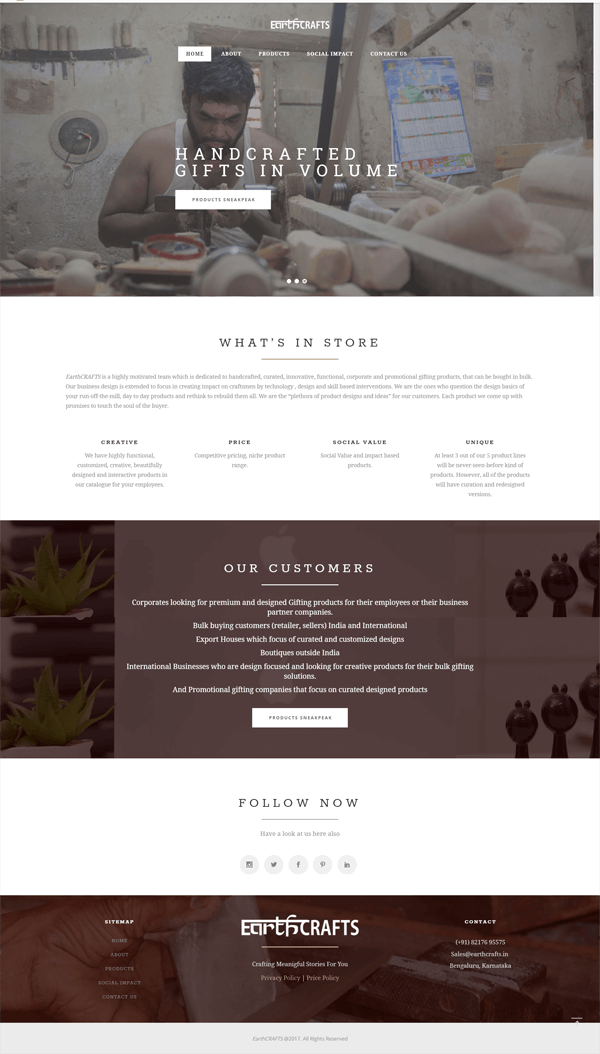 EarthCRAFTS
HOME ABOUT PRODUCTS SOCIAL IMPACT CONTACT US
HANDCRAFTED
GIFTS IN VOLUME
PRODUCTS SNEAKPEAK
WHAT'S IN STORE
EarthCRAFTS is a highly motivated team which is dedicated to handcrafted, curated, innovative, functional, corporate and promotional gifting products, that can be bought in bulk.
Our business design is extended to focus in creating impact on craftsmen by technology , design and skill based interventions. We are the ones who question the design basics of
your run-off-the-mill, day to day products and rethink to rebuild them all. We are the "plethora of product designs and ideas" for our customers. Each product we come up with
promises to touch the soul of the buyer.
CREATIVE
We have highly functional,
customized, creative, beautifully
designed and interactive products in
our catalogue for your employees.
PRICE
Competitive pricing, niche product
range.
SOCIAL VALUE
Social Value and impact based
products.
UNIQUE
At least 3 out of our 5 product lines
will be never-seen-before kind of
products. However, all of the products
will have curation and redesigned
versions.
OUR CUSTOMERS
Corporates looking for premium and designed Gifting products for their employees or their business
partner companies.
Bulk buying customers (retailer, sellers) India and International
Export Houses which focus of curated and customized designs
Boutiques outside India
International Businesses who are design focused and looking for creative products for their bulk gifting
solutions.
And Promotional gifting companies that focus on curated designed products
PRODUCTS SNEAKPEAK
FOLLOW NOW
Have a look at us here also
SITEMAP
HOME
ABOUT
PRODUCTS
SOCIAL IMPACT
CONTACT US
EarthCRAFTS
Crafting Meanigful Stories For You
Privacy Policy | Price Policy
CONTACT
(+91) 82176 95575
Sales@earthcrafts.in
Bengaluru, Karnataka
EarthCRAFTS @2017. All Rights Reserved